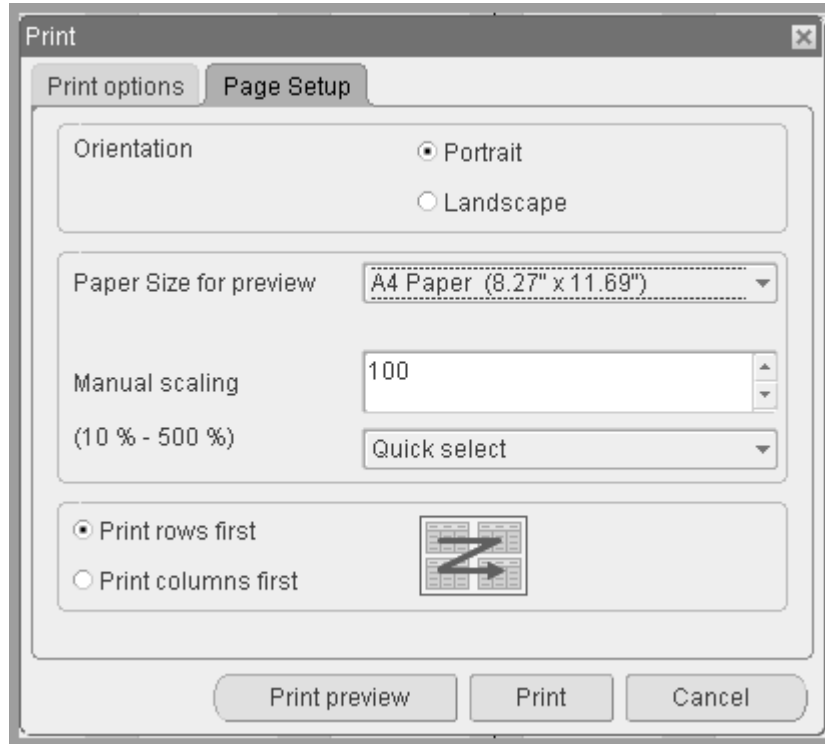 Print
Print options Page Setup
Orientation
Portrait
Landscape
Paper Size for preview
A4 Paper (8.27" x 11.69")
Manual scaling
(10 % - 500 %)
100
Quick select
Print rows first
Print columns first
Print preview Print Cancel